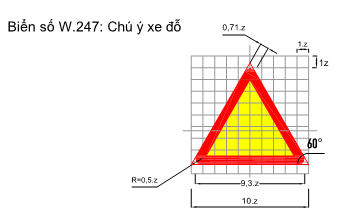 Biển số W.247: Chú ý xe đỗ
0,71.z
1.z
1z
60°
R=0,5.z
9,3.z
10.z